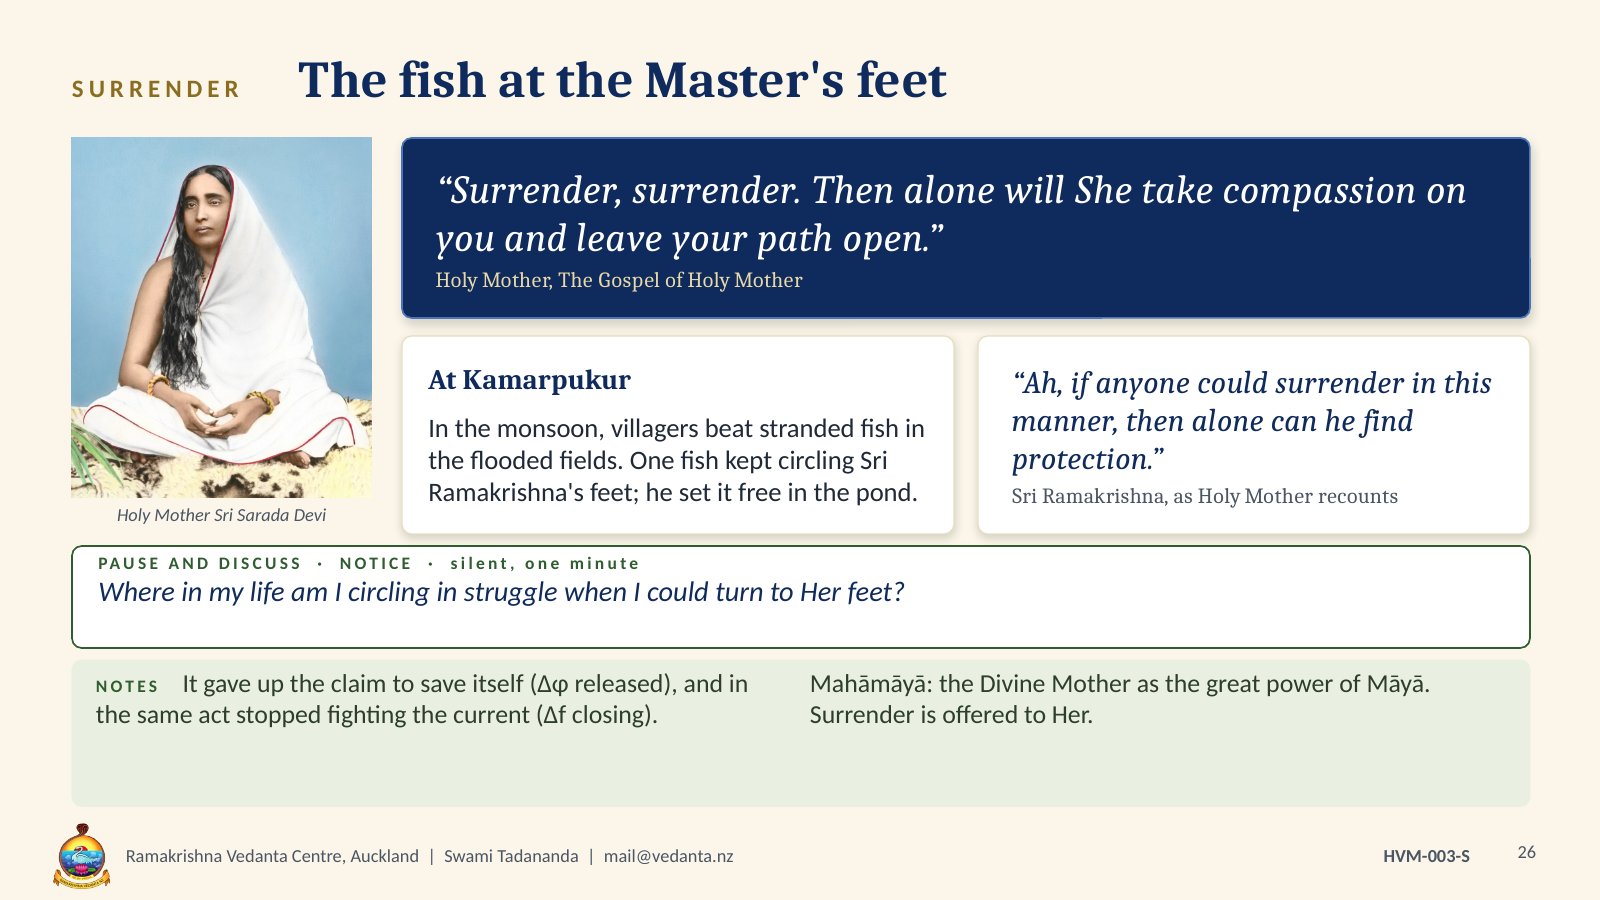 SURRENDER
The fish at the Master's feet
“Surrender, surrender. Then alone will She take compassion on
you and leave your path open.”
Holy Mother, The Gospel of Holy Mother
At Kamarpukur
In the monsoon, villagers beat stranded fish in
the flooded fields. One fish kept circling Sri
Ramakrishna's feet; he set it free in the pond.
“Ah, if anyone could surrender in this
manner, then alone can he find
protection.”
Sri Ramakrishna, as Holy Mother recounts
Holy Mother Sri Sarada Devi
PAUSE AND DISCUSS · NOTICE · silent, one minute
Where in my life am I circling in struggle when I could turn to Her feet?
NOTES It gave up the claim to save itself (Δφ released), and in
the same act stopped fighting the current (Δf closing).
Mahāmāyā: the Divine Mother as the great power of Māyā.
Surrender is offered to Her.
Ramakrishna Vedanta Centre, Auckland | Swami Tadananda | mail@vedanta.nz
HVM-003-S
26